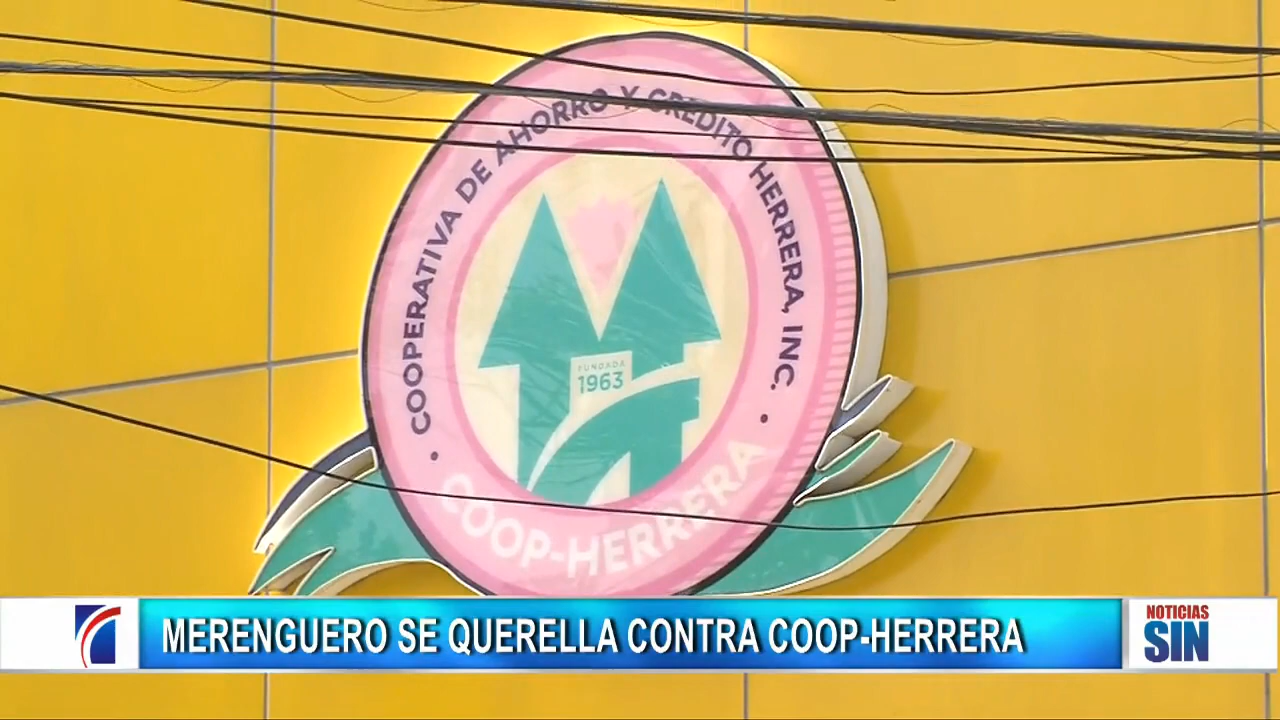 COOPERATIVA DE AHORRO Y CREDITO HERRERA, INC.
FUNDADA
1963
COOP-HERRERA
MERENGUERO SE QUERELLA CONTRA COOP-HERRERA
NOTICIAS
SIN